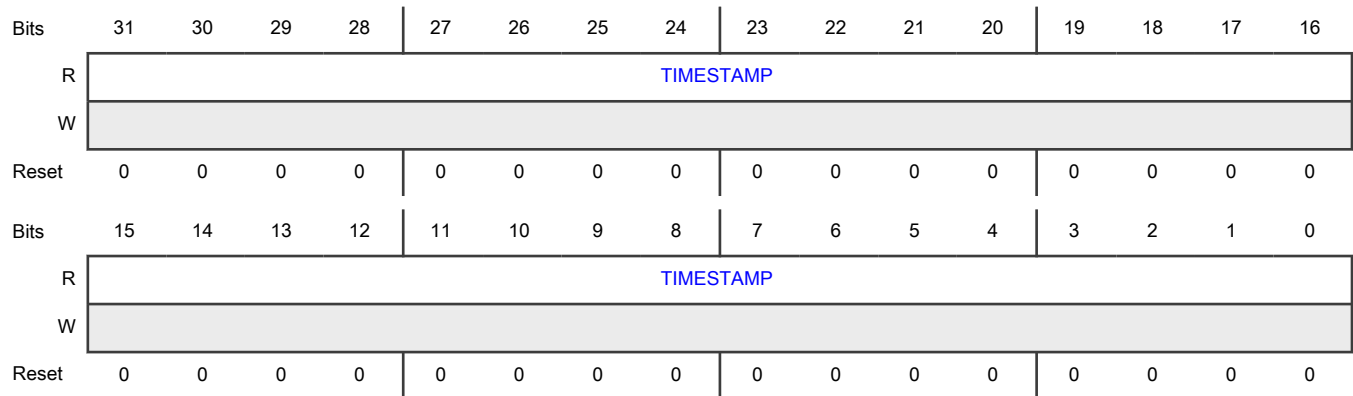 Bits 31 30 29 28 27 26 25 24 23 22 21 20 19 18 17 16
R TIMESTAMP
W
Reset 0 0 0 0 0 0 0 0 0 0 0 0 0 0 0 0
Bits 15 14 13 12 11 10 9 8 7 6 5 4 3 2 1 0
R TIMESTAMP
W
Reset 0 0 0 0 0 0 0 0 0 0 0 0 0 0 0 0